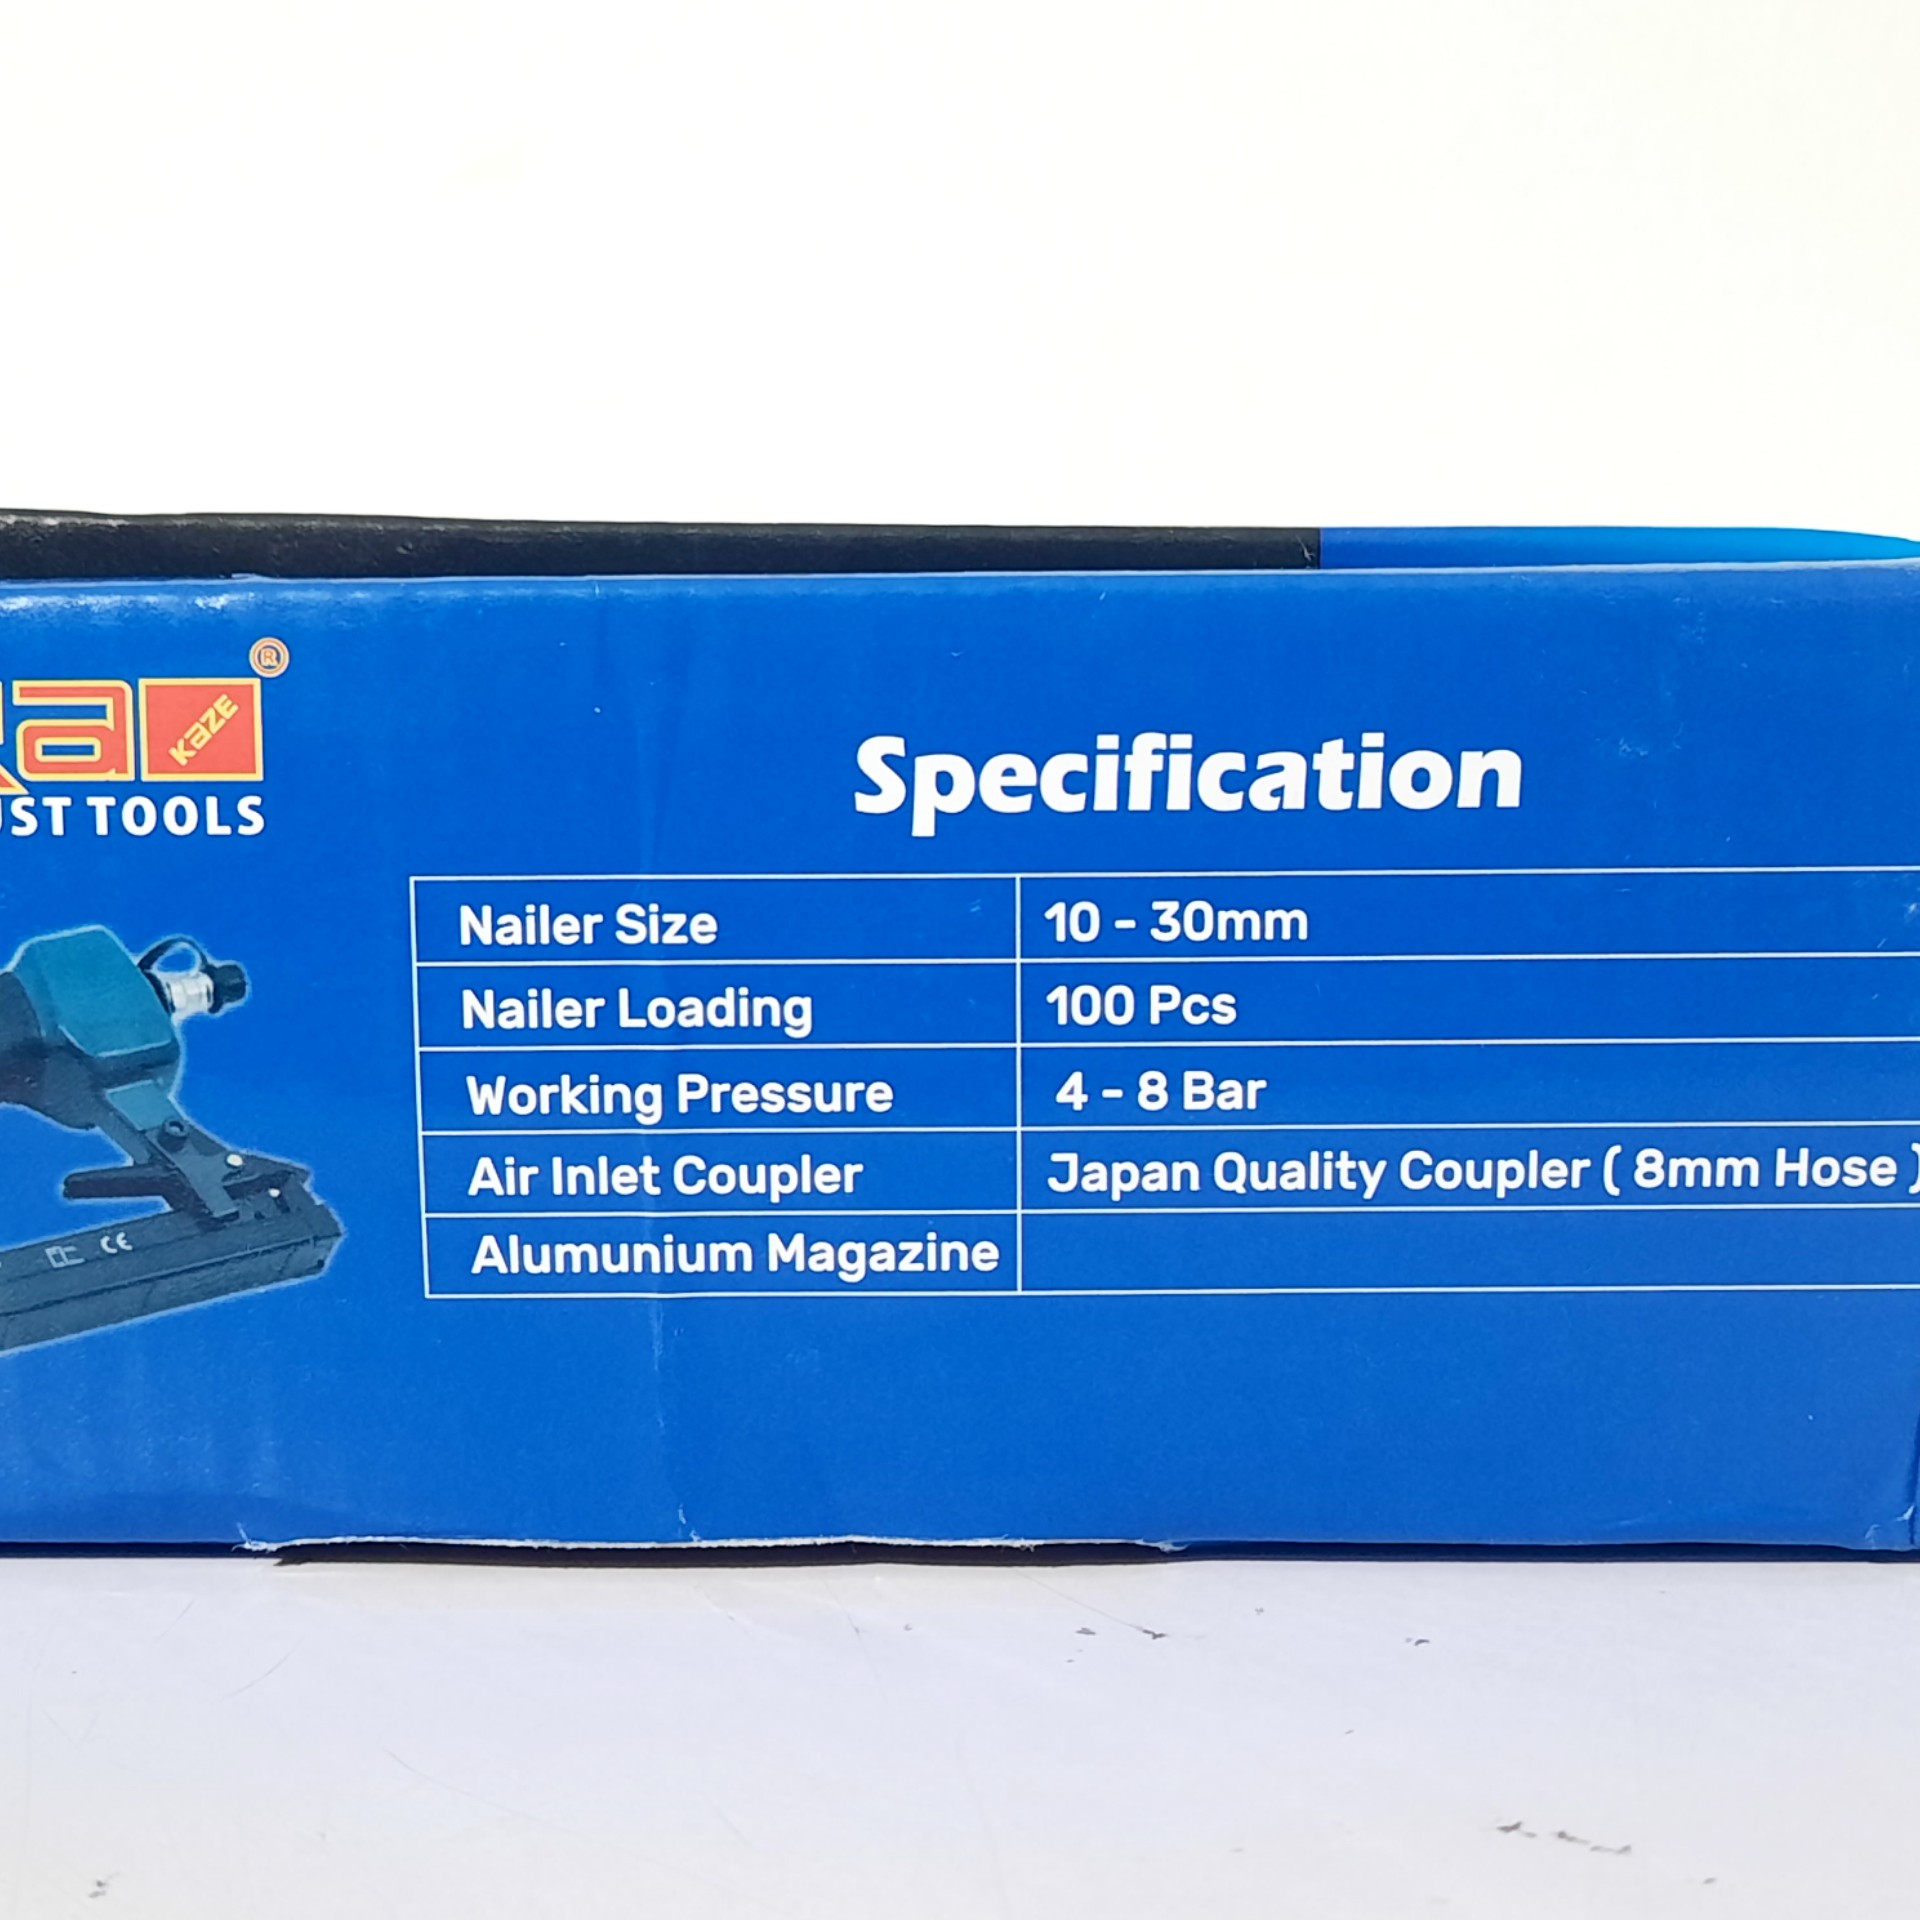 ®
KAZE
TOOLS
Specification
Nailer Size 10 - 30mm
Nailer Loading 100 Pcs
Working Pressure 4 - 8 Bar
Air Inlet Coupler Japan Quality Coupler ( 8mm Hose )
Alumunium Magazine
CE